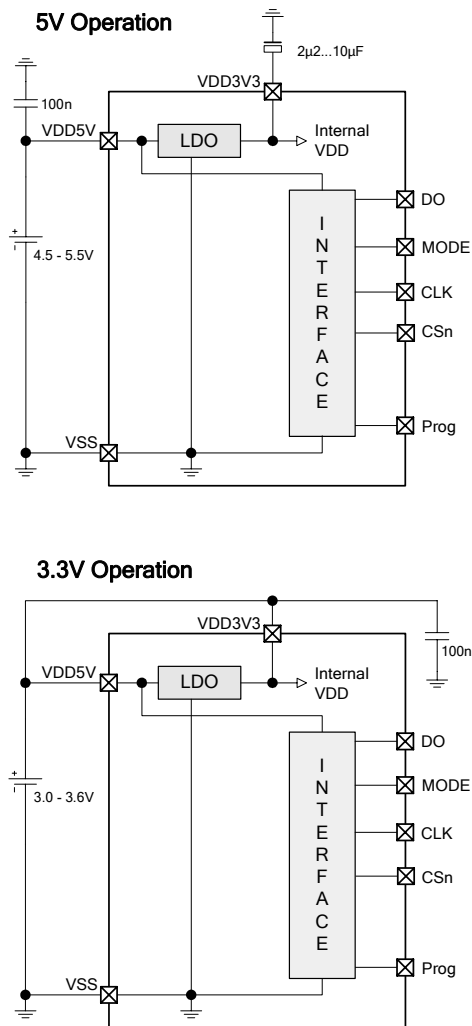 5V Operation
2µ2...10µF
100n
VDD3V3
VDD5V
LDO
Internal
VDD
+
-
4.5 - 5.5V
INTERFACE
DO
MODE
CLK
CSn
Prog
VSS
3.3V Operation
VDD3V3
100n
VDD5V
LDO
Internal
VDD
+
-
3.0 - 3.6V
INTERFACE
DO
MODE
CLK
CSn
Prog
VSS